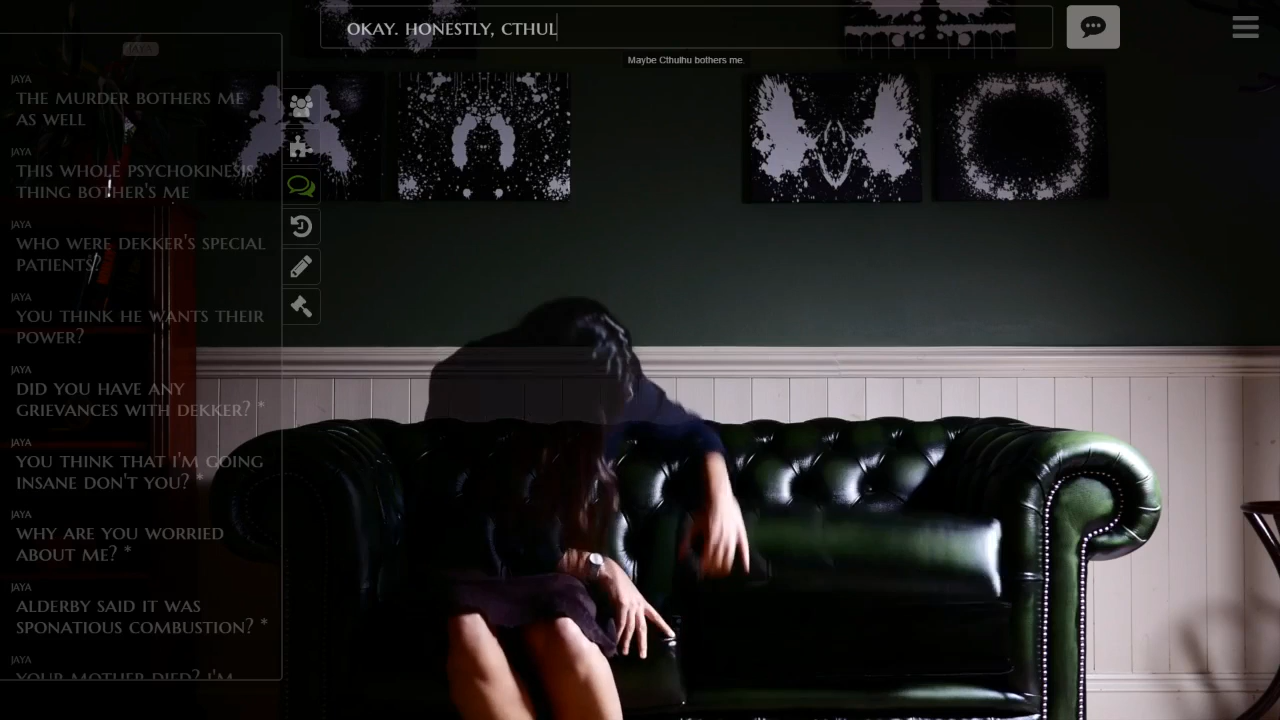 OKAY. HONESTLY, CTHUL
Maybe Cthulhu bothers me.
JAYA
JAYA
THE MURDER BOTHERS ME
AS WELL
JAYA
THIS WHOLE PSYCHOKINESIS
THING BOTHER'S ME
JAYA
WHO WERE DEKKER'S SPECIAL
PATIENTS?
JAYA
YOU THINK HE WANTS THEIR
POWER?
JAYA
DID YOU HAVE ANY
GRIEVANCES WITH DEKKER? *
JAYA
YOU THINK THAT I'M GOING
INSANE DON'T YOU? *
JAYA
WHY ARE YOU WORRIED
ABOUT ME? *
JAYA
ALDERBY SAID IT WAS
SPONATIOUS COMBUSTION? *
JAYA
YOUR MOTHER DIED? I'M